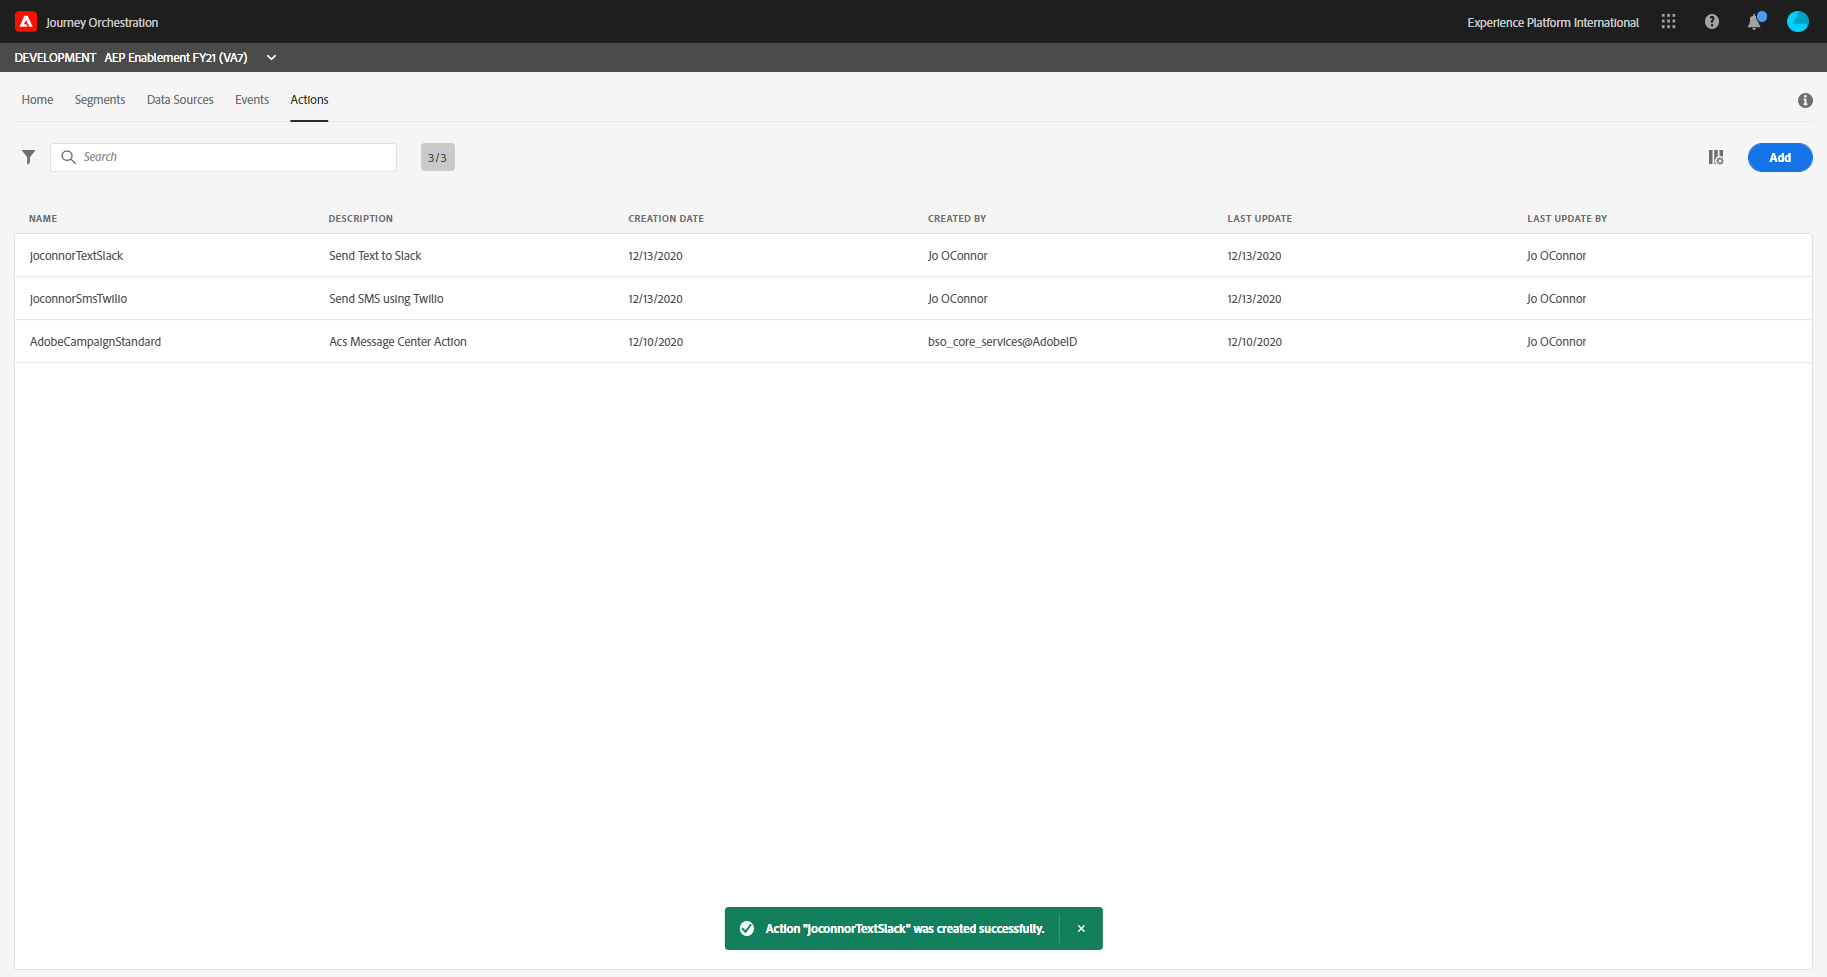 Journey Orchestration
Experience Platform International
DEVELOPMENT AEP Enablement FY21 (VA7)
Home Segments Data Sources Events Actions
Search 3/3 Add
NAME DESCRIPTION CREATION DATE CREATED BY LAST UPDATE LAST UPDATE BY
joconnorTextSlack Send Text to Slack 12/13/2020 Jo OConnor 12/13/2020 Jo OConnor
joconnorSmsTwilio Send SMS using Twilio 12/13/2020 Jo OConnor 12/13/2020 Jo OConnor
AdobeCampaignStandard Acs Message Center Action 12/10/2020 bso_core_services@AdobeID 12/10/2020 Jo OConnor
Action "joconnorTextSlack" was created successfully.